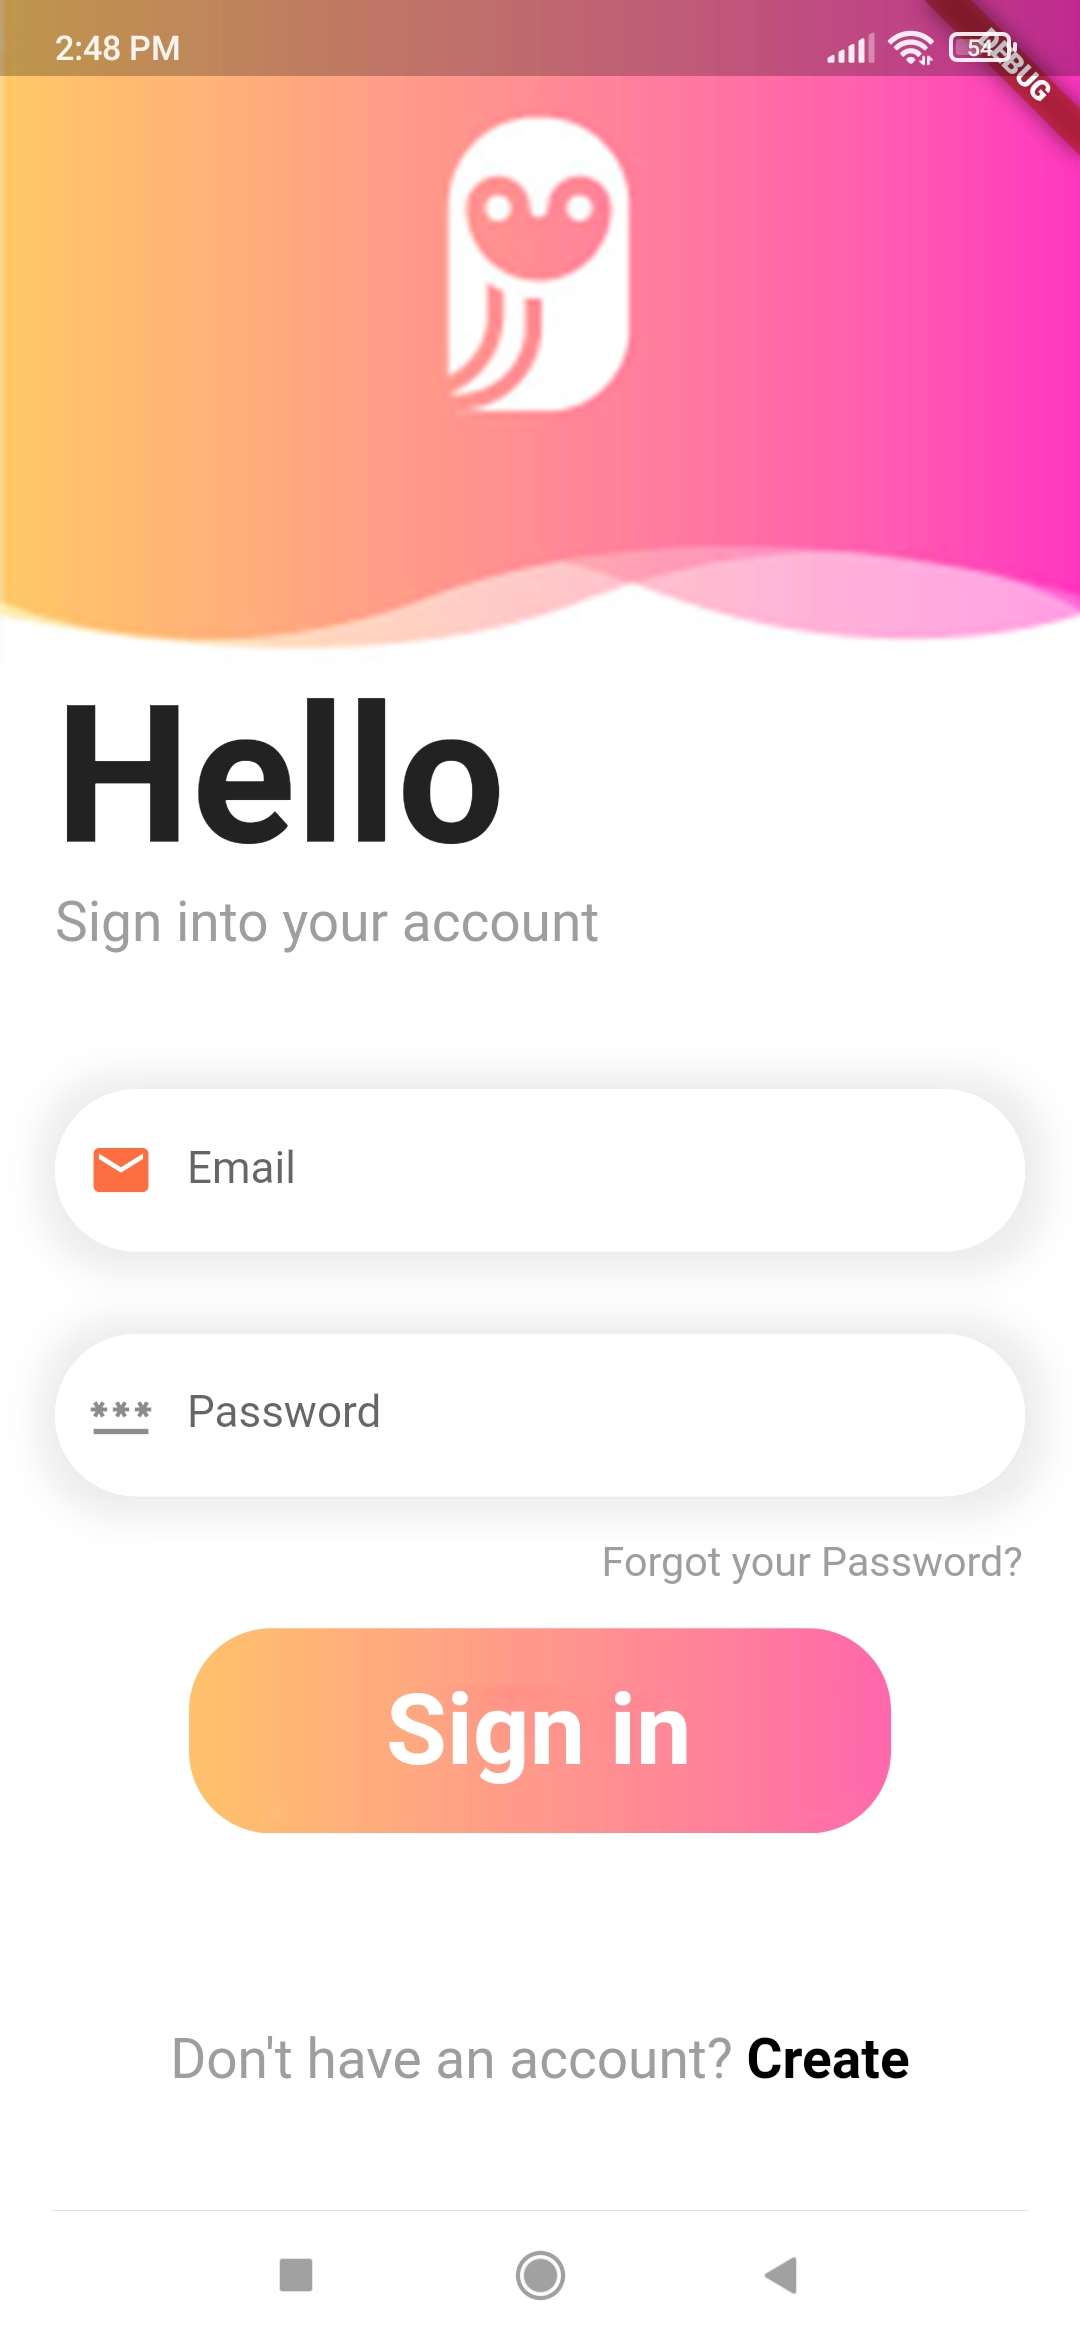 2:48 PM
54
DEBUG
Hello
Sign into your account
Email
***
Password
Forgot your Password?
Sign in
Don't have an account? Create